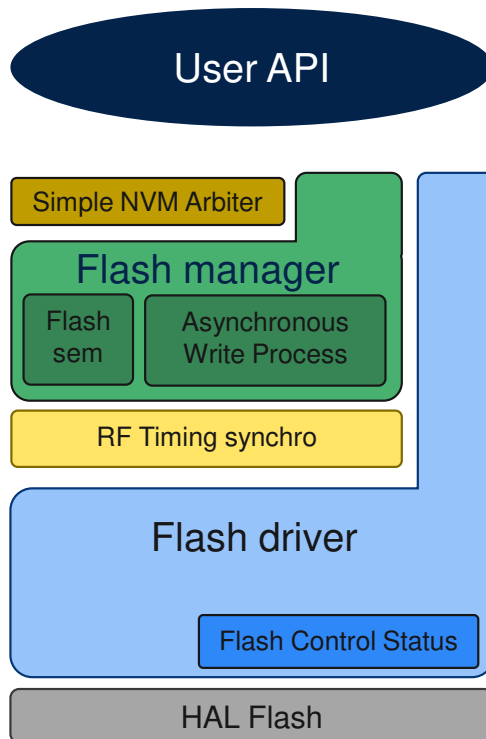 User API
Simple NVM Arbiter
Flash manager
Flash
sem
Asynchronous
Write Process
RF Timing synchro
Flash driver
Flash Control Status
HAL Flash